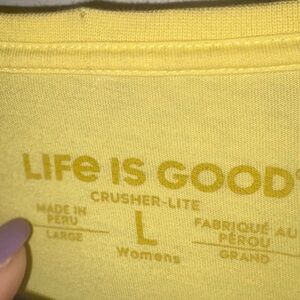 LIFE IS GOOD®
CRUSHER-LITE
MADE IN
PERU
LARGE
L
Womens
FABRIQUÉ AU
PÉROU
GRAND